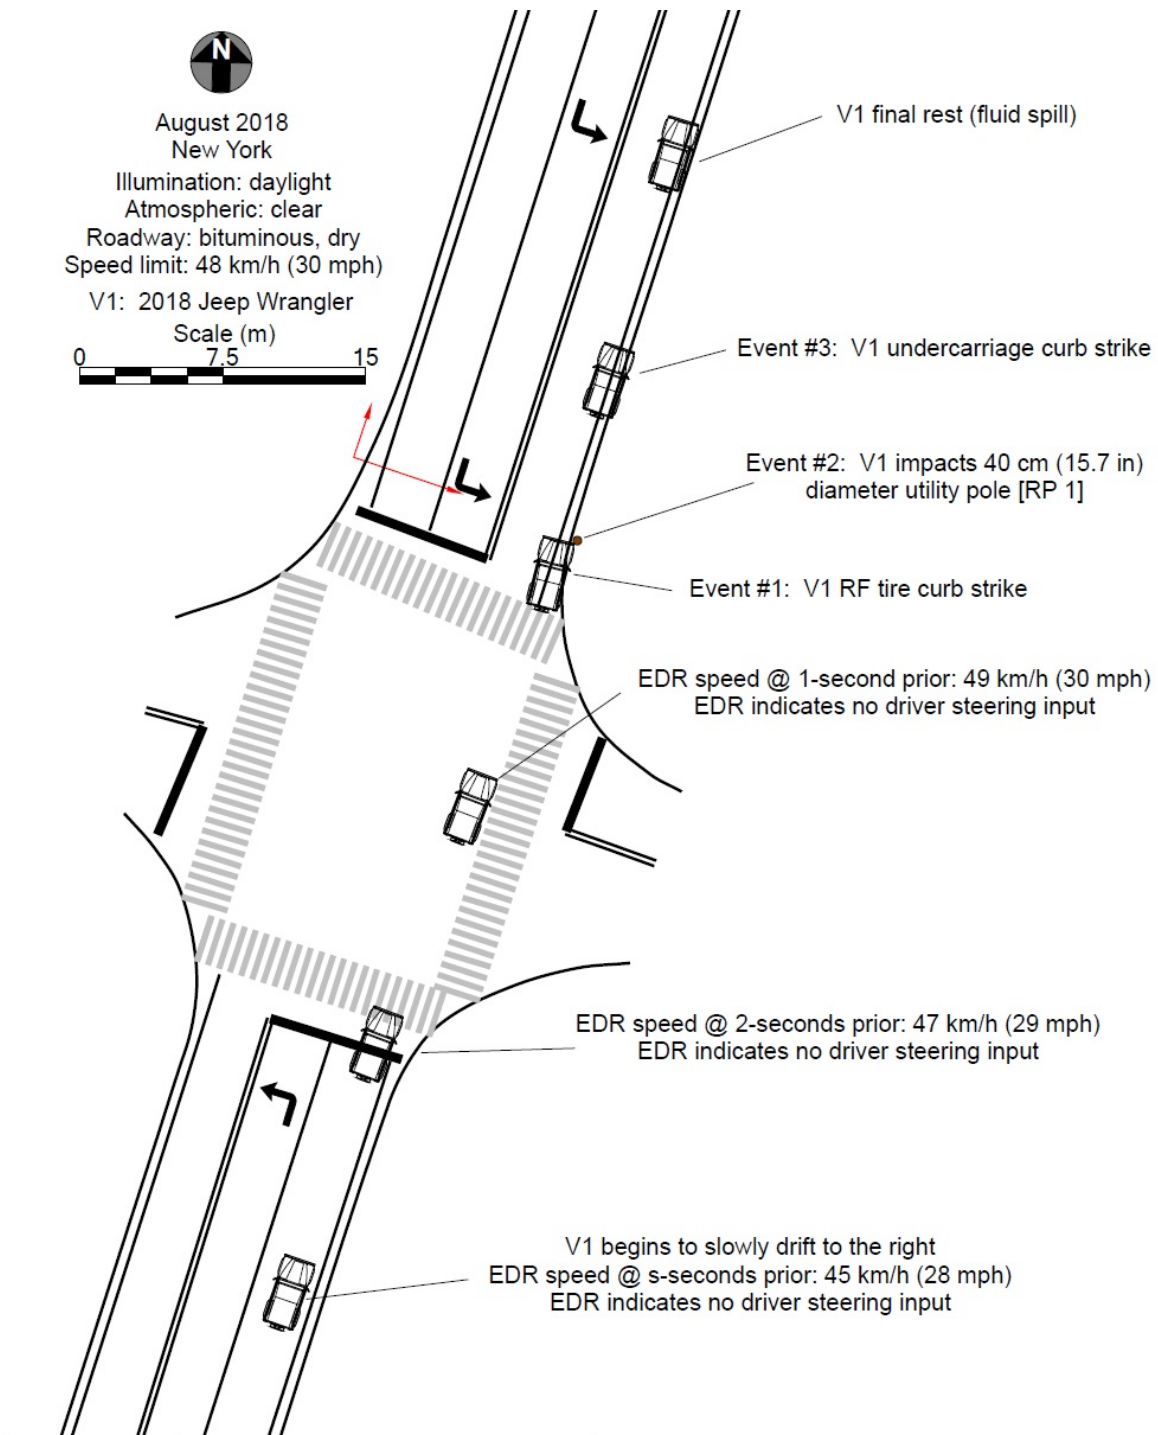 N
August 2018
New York
Illumination: daylight
Atmospheric: clear
Roadway: bituminous, dry
Speed limit: 48 km/h (30 mph)
V1:  2018 Jeep Wrangler
Scale (m)
0 7.5 15
V1 final rest (fluid spill)
Event #3:  V1 undercarriage curb strike
Event #2:  V1 impacts 40 cm (15.7 in)
diameter utility pole [RP 1]
Event #1:  V1 RF tire curb strike
EDR speed @ 1-second prior: 49 km/h (30 mph)
EDR indicates no driver steering input
EDR speed @ 2-seconds prior: 47 km/h (29 mph)
EDR indicates no driver steering input
V1 begins to slowly drift to the right
EDR speed @ s-seconds prior: 45 km/h (28 mph)
EDR indicates no driver steering input